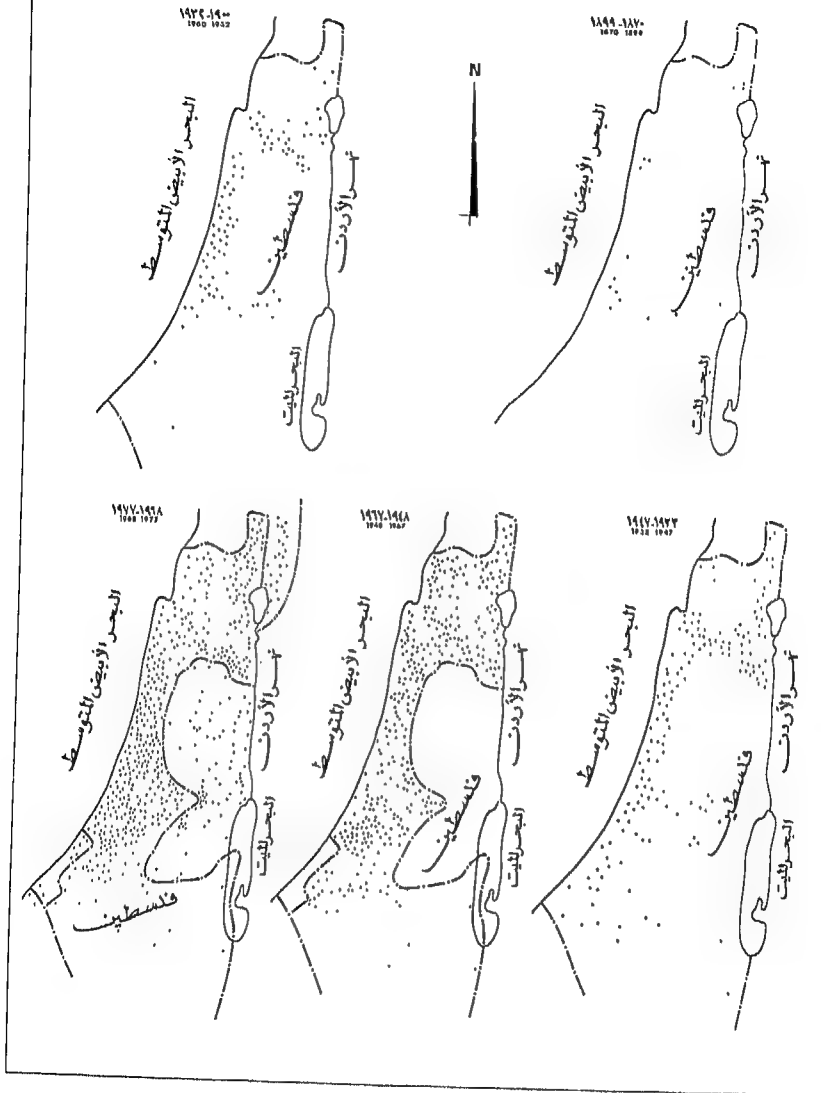 ١٨٩٩-١٨٧٠
1870 1899
البحر الأبيض المتوسط
فلسطين
نهر الأردن
البحر الميت
N
١٩٣٢-١٩٠٠
1900 1932
البحر الأبيض المتوسط
فلسطين
نهر الأردن
البحر الميت
١٩٤٧-١٩٣٢
1932 1947
البحر الأبيض المتوسط
فلسطين
نهر الأردن
البحر الميت
١٩٦٧-١٩٤٨
1948 1967
البحر الأبيض المتوسط
فلسطين
نهر الأردن
البحر الميت
١٩٧٧-١٩٦٨
1968 1977
البحر الأبيض المتوسط
فلسطين
نهر الأردن
البحر الميت